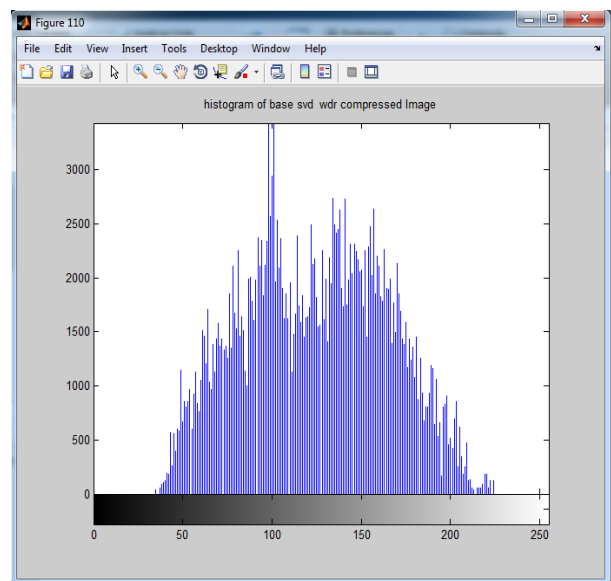 Figure 110
File Edit View Insert Tools Desktop Window Help
histogram of base svd wdr compressed Image
3000
2500
2000
1500
1000
500
0
0 50 100 150 200 250